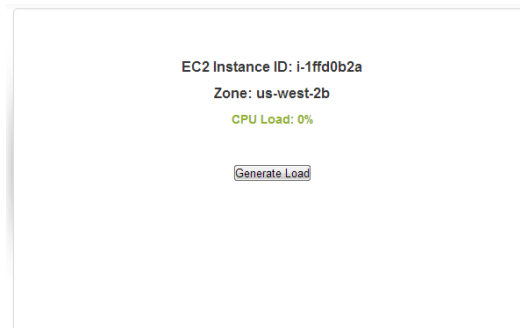 EC2 Instance ID: i-1ffd0b2a
Zone: us-west-2b
CPU Load: 0%
Generate Load